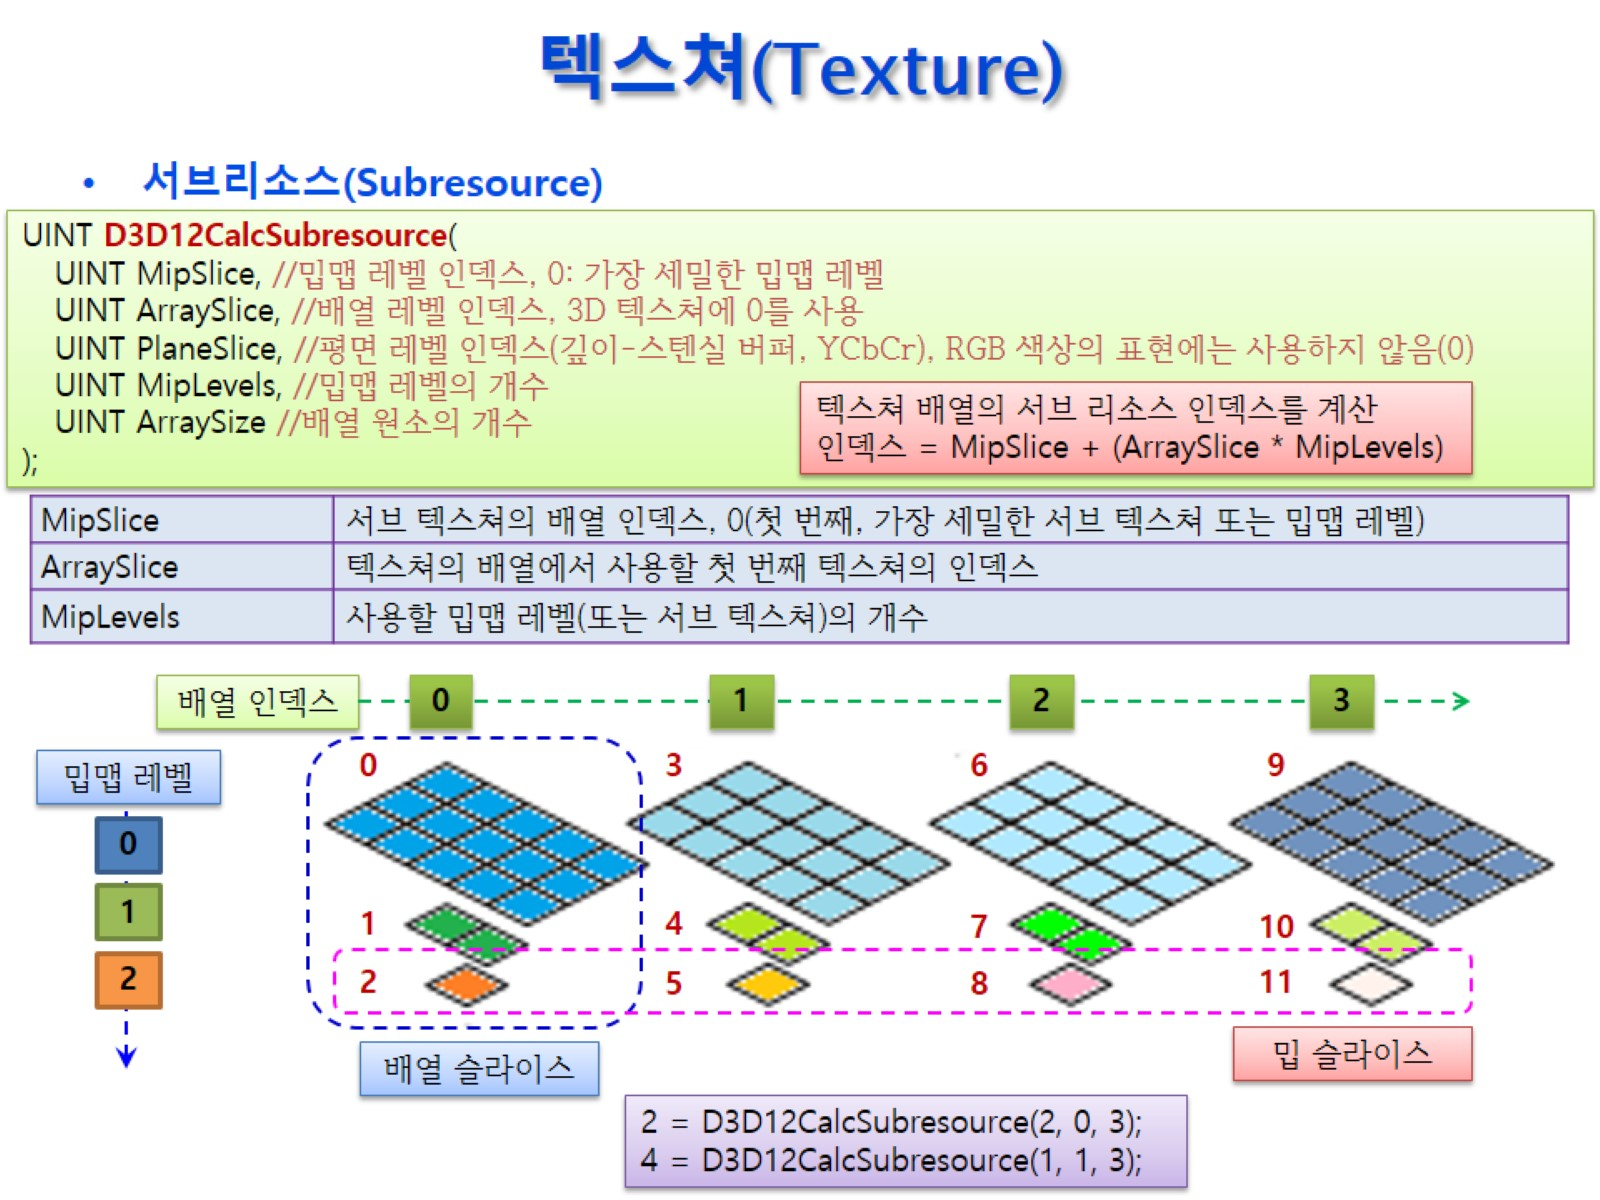 텍스쳐(Texture)
• 서브리소스(Subresource)
UINT D3D12CalcSubresource(
UINT MipSlice, //밉맵 레벨 인덱스, 0: 가장 세밀한 밉맵 레벨
UINT ArraySlice, //배열 레벨 인덱스, 3D 텍스쳐에 0를 사용
UINT PlaneSlice, //평면 레벨 인덱스(깊이-스텐실 버퍼, YCbCr), RGB 색상의 표현에는 사용하지 않음(0)
UINT MipLevels, //밉맵 레벨의 개수
UINT ArraySize //배열 원소의 개수
);
텍스쳐 배열의 서브 리소스 인덱스를 계산
인덱스 = MipSlice + (ArraySlice * MipLevels)
MipSlice 서브 텍스쳐의 배열 인덱스, 0(첫 번째, 가장 세밀한 서브 텍스쳐 또는 밉맵 레벨)
ArraySlice 텍스쳐의 배열에서 사용할 첫 번째 텍스쳐의 인덱스
MipLevels 사용할 밉맵 레벨(또는 서브 텍스쳐)의 개수
배열 인덱스 0 1 2 3
밉맵 레벨
0
1
2
0 3 6 9
1 4 7 10
2 5 8 11
배열 슬라이스
밉 슬라이스
2 = D3D12CalcSubresource(2, 0, 3);
4 = D3D12CalcSubresource(1, 1, 3);